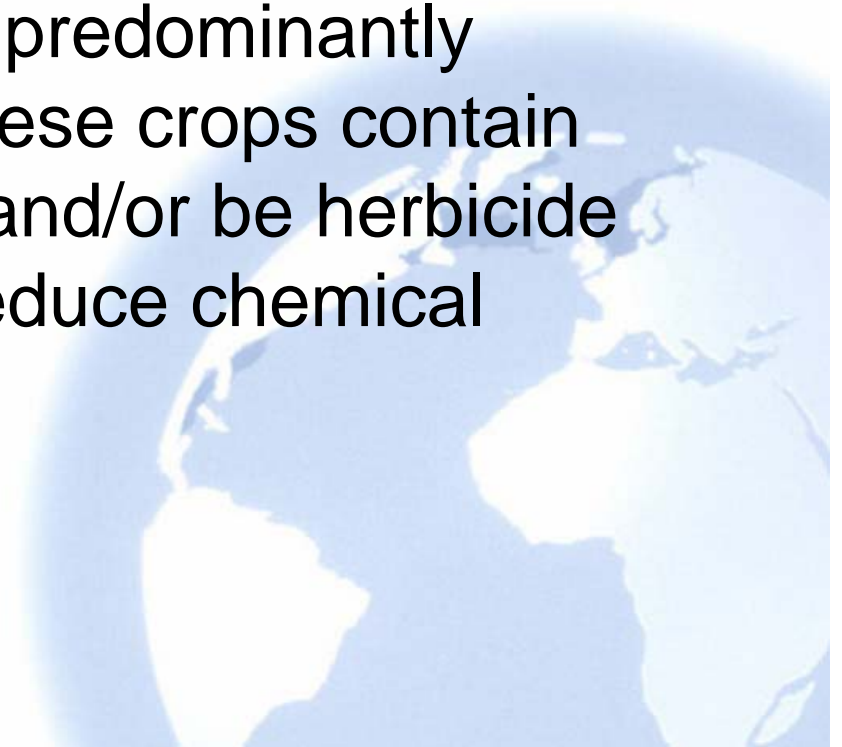 predominantly
ese crops contain
and/or be herbicide
educe chemical